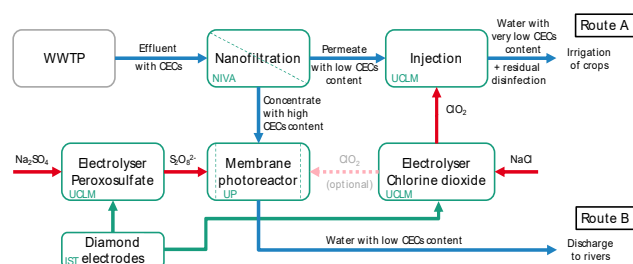 Route A
Water with
very low CECs
content
+ residual
disinfection
Irrigation
of crops
WWTP
Effluent
with CECs
Nanofiltration
NIVA
Permeate
with low CECs
content
Injection
UCLM
Concentrate
with high
CECs content
ClO2
Na2SO4
Electrolyser
Peroxosulfate
UCLM
S2O8 2-
Membrane
photoreactor
UP
ClO2
(optional)
Electrolyser
Chlorine dioxide
UCLM
NaCl
Route B
Diamond
electrodes
IST
Water with low CECs content
Discharge
to rivers